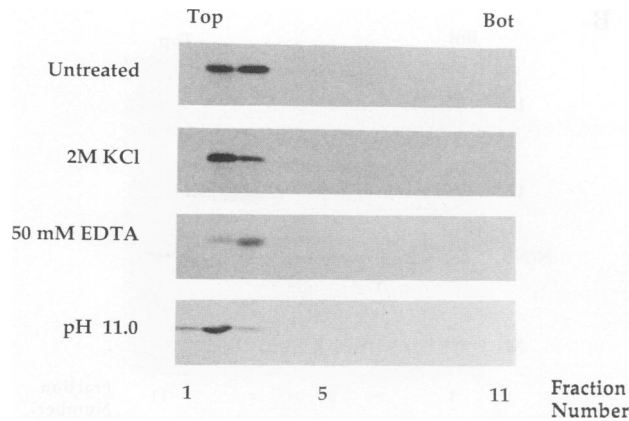 Top Bot
Untreated
2M KCl
50 mM EDTA
pH 11.0
1 5 11 Fraction
Number